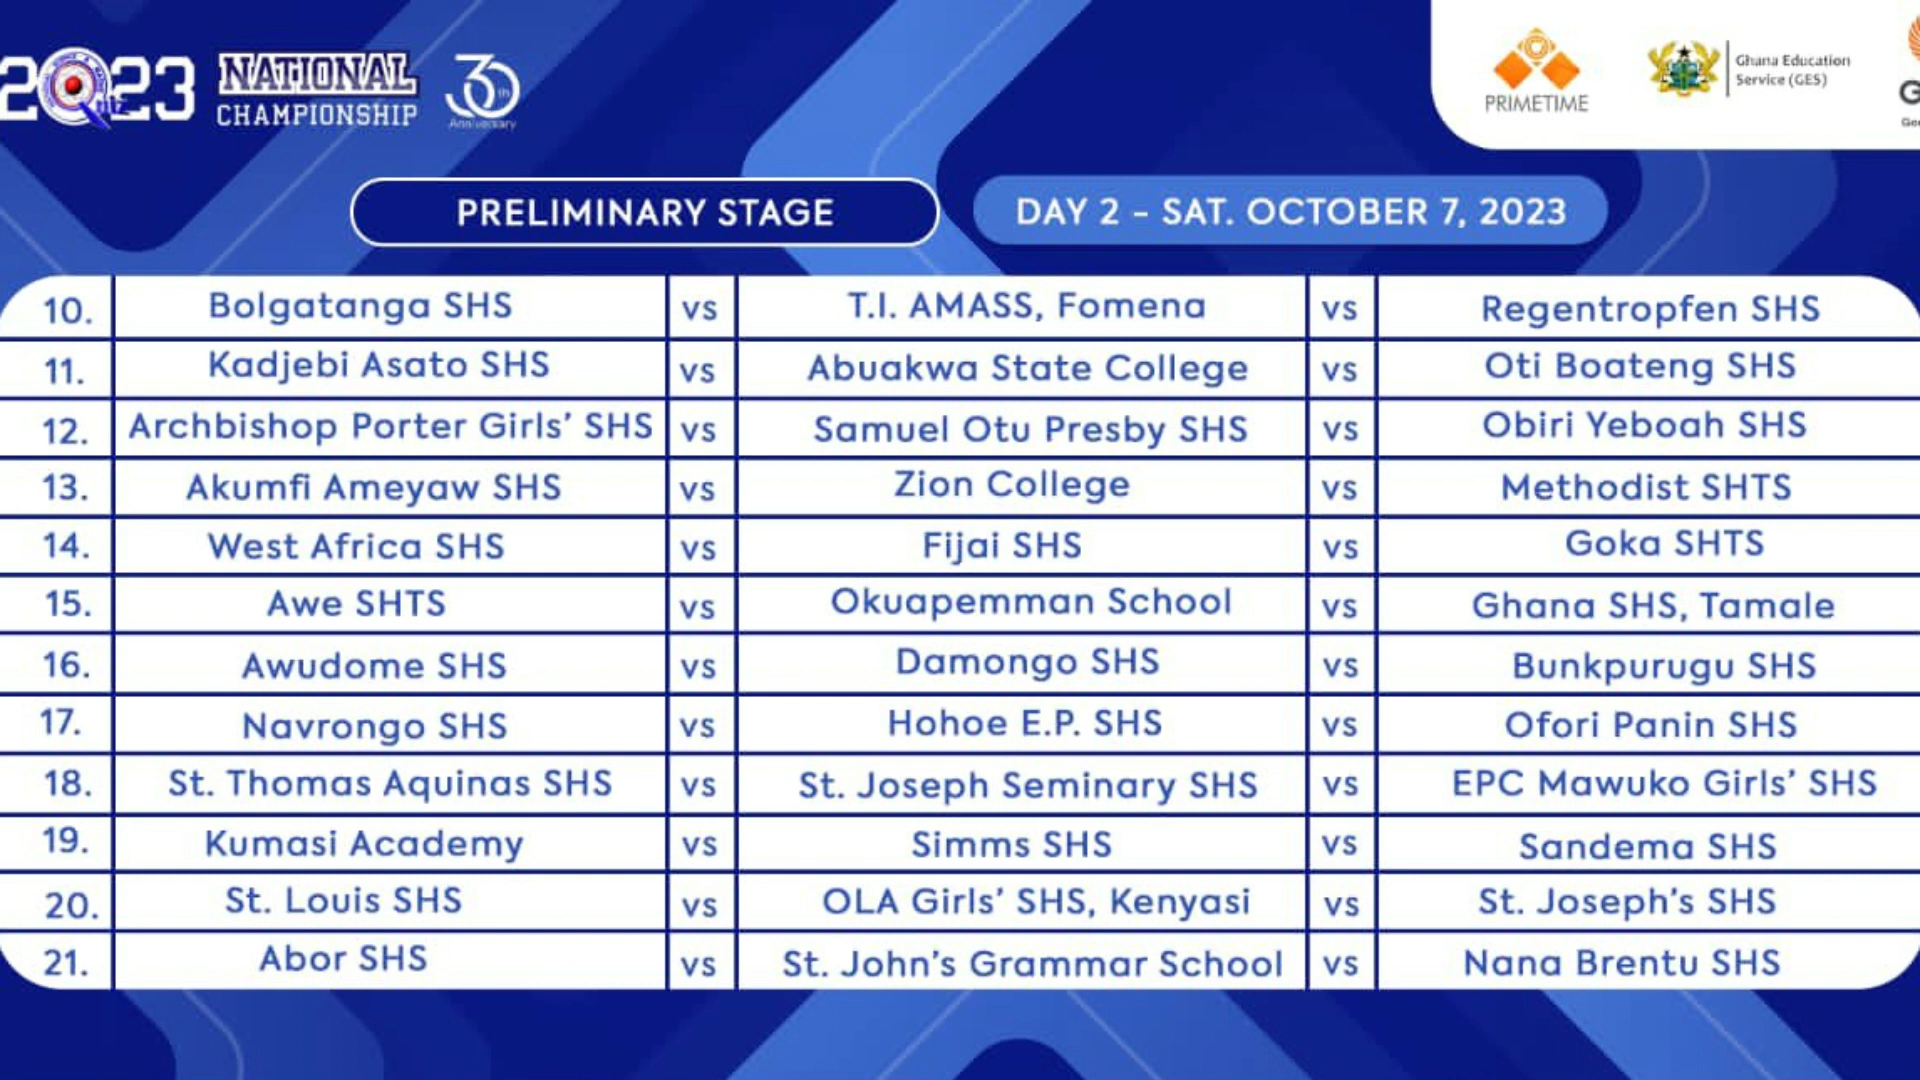 2023 NATIONAL CHAMPIONSHIP 30th Anniversary
PRIMETIME
Ghana Education
Service (GES)
PRELIMINARY STAGE
DAY 2 - SAT. OCTOBER 7, 2023
10. Bolgatanga SHS vs T.I. AMASS, Fomena vs Regentropfen SHS
11. Kadjebi Asato SHS vs Abuakwa State College vs Oti Boateng SHS
12. Archbishop Porter Girls' SHS vs Samuel Otu Presby SHS vs Obiri Yeboah SHS
13. Akumfi Ameyaw SHS vs Zion College vs Methodist SHTS
14. West Africa SHS vs Fijai SHS vs Goka SHTS
15. Awe SHTS vs Okuapemman School vs Ghana SHS, Tamale
16. Awudome SHS vs Damongo SHS vs Bunkpurugu SHS
17. Navrongo SHS vs Hohoe E.P. SHS vs Ofori Panin SHS
18. St. Thomas Aquinas SHS vs St. Joseph Seminary SHS vs EPC Mawuko Girls' SHS
19. Kumasi Academy vs Simms SHS vs Sandema SHS
20. St. Louis SHS vs OLA Girls' SHS, Kenyasi vs St. Joseph's SHS
21. Abor SHS vs St. John's Grammar School vs Nana Brentu SHS